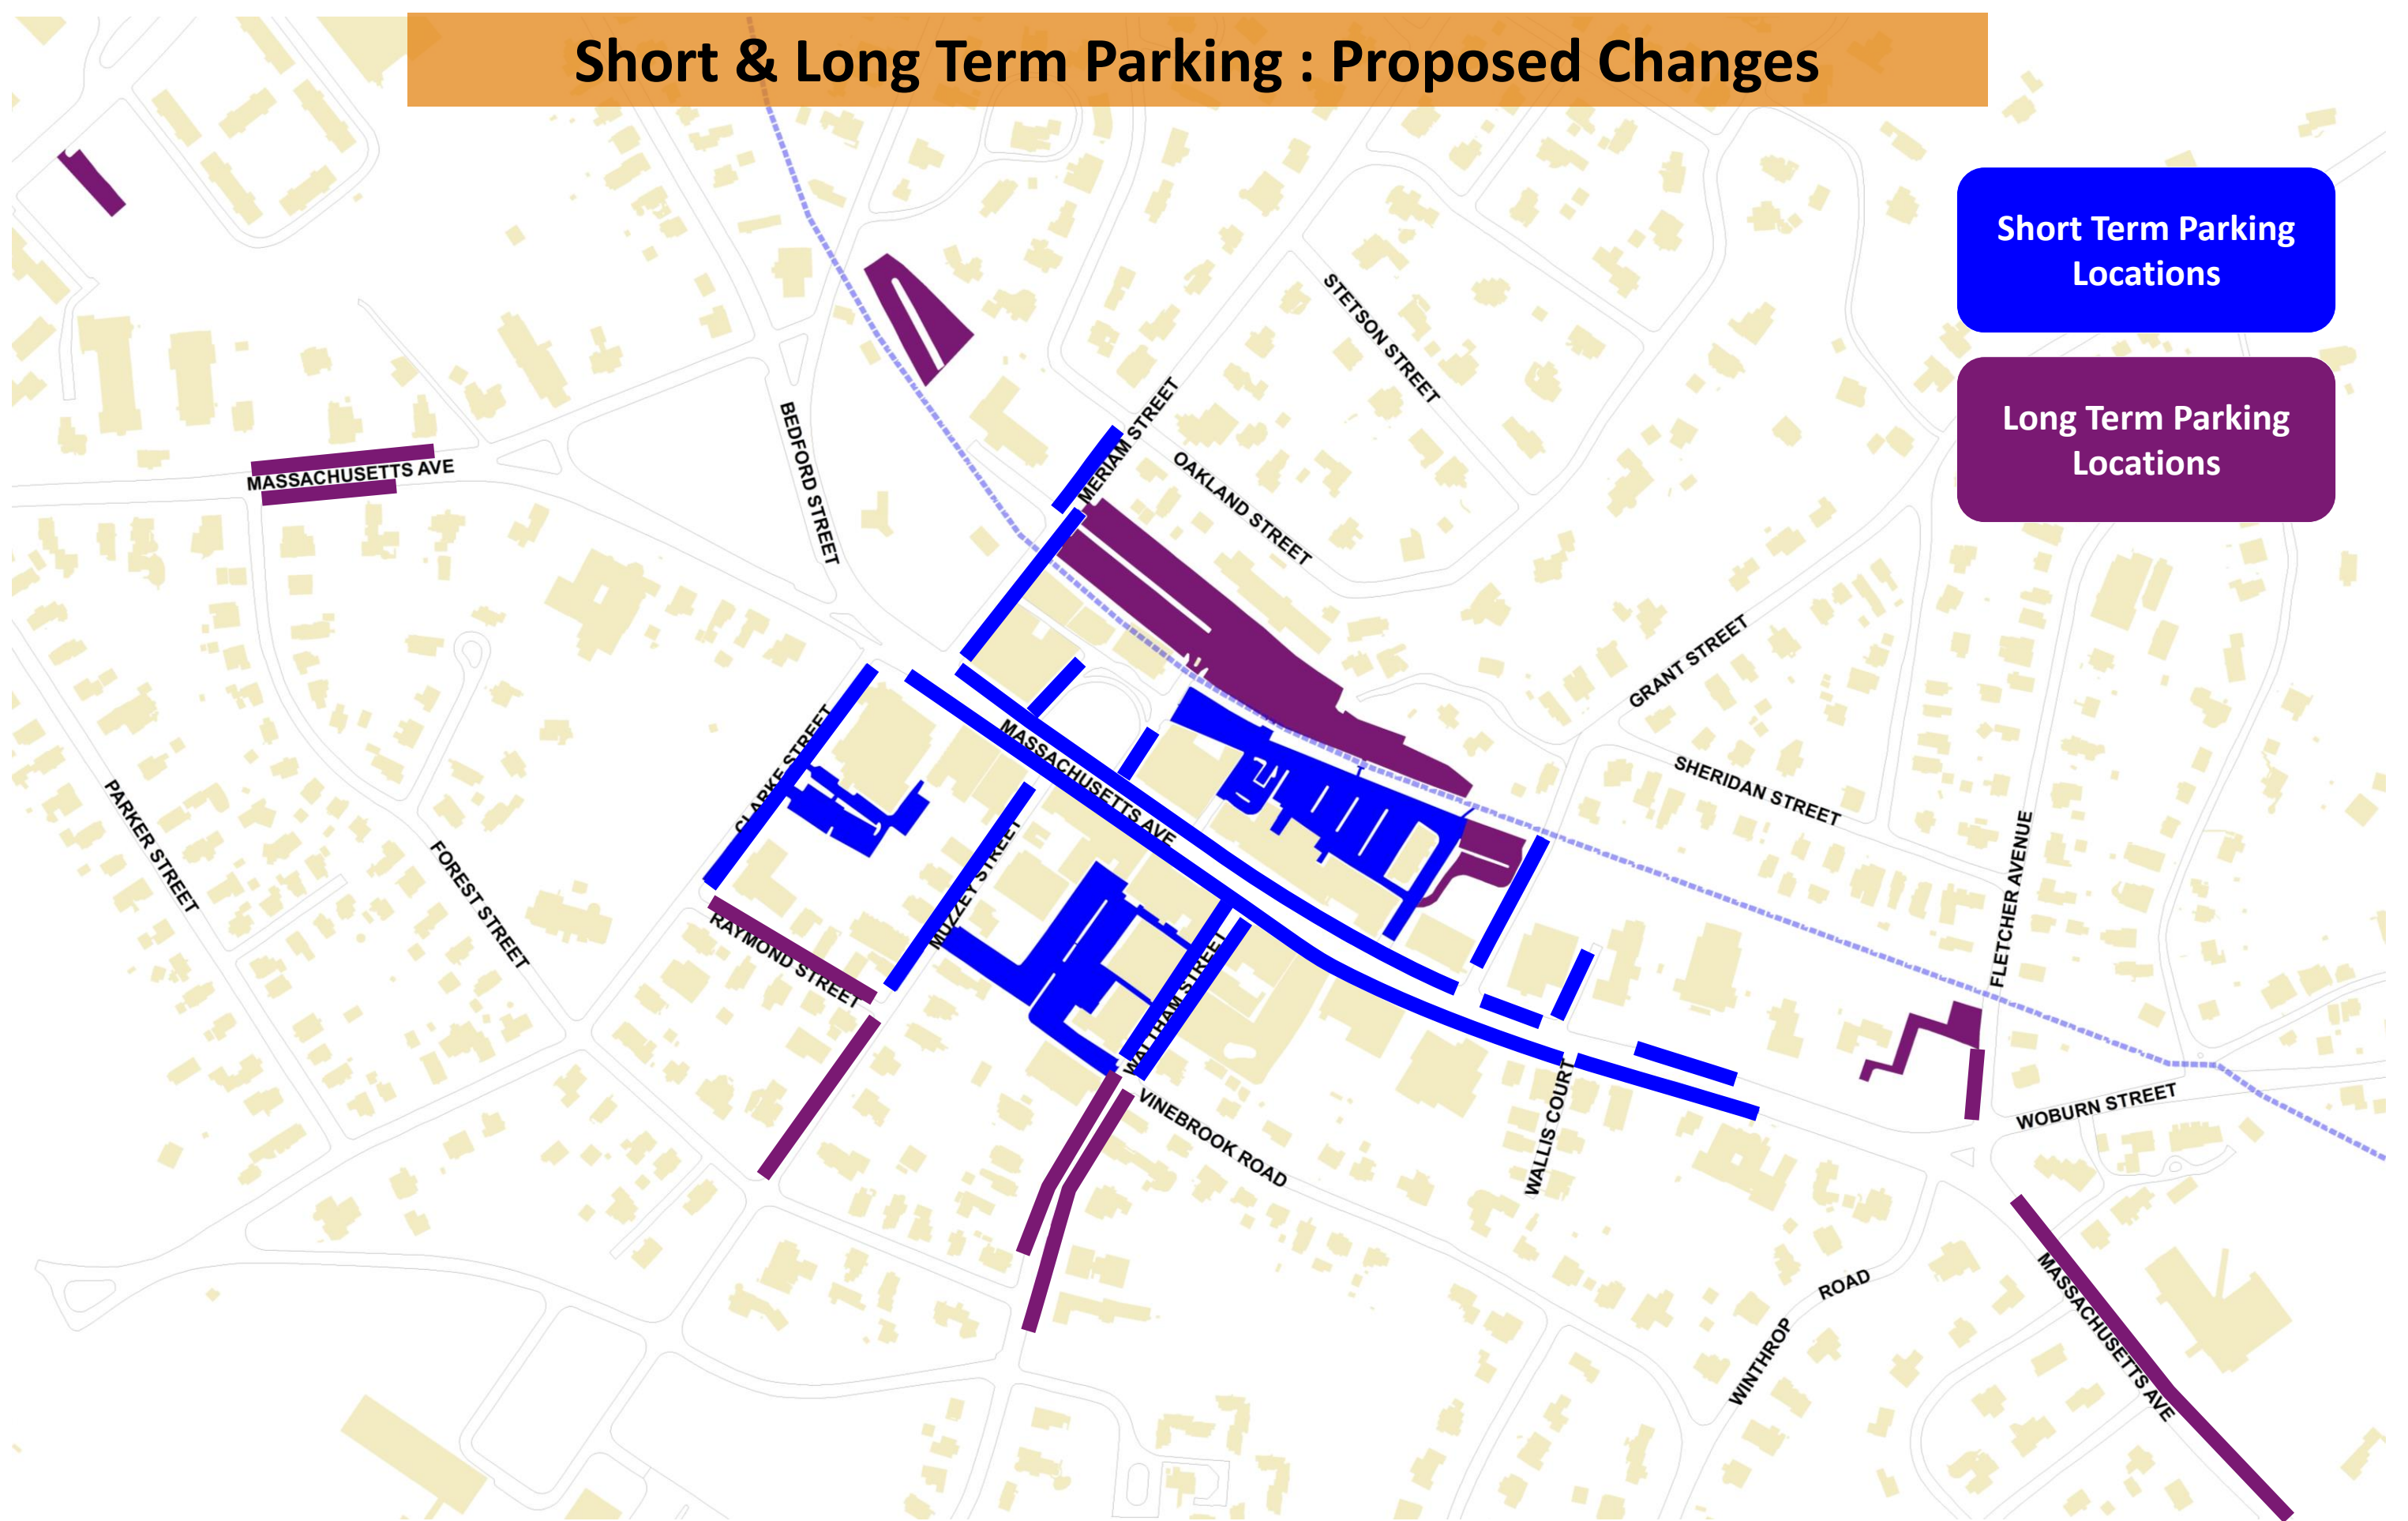 Short & Long Term Parking : Proposed Changes
Short Term Parking
Locations
Long Term Parking
Locations
STETSON STREET
MERIAM STREET
BEDFORD STREET
OAKLAND STREET
MASSACHUSETTS AVE
GRANT STREET
SHERIDAN STREET
CLARKE STREET
MASSACHUSETTS AVE
PARKER STREET
FOREST STREET
MUZZEY STREET
RAYMOND STREET
WALTHAM STREET
FLETCHER AVENUE
WOBURN STREET
VINEBROOK ROAD
WALLIS COURT
WINTHROP
ROAD
MASSACHUSETTS AVE